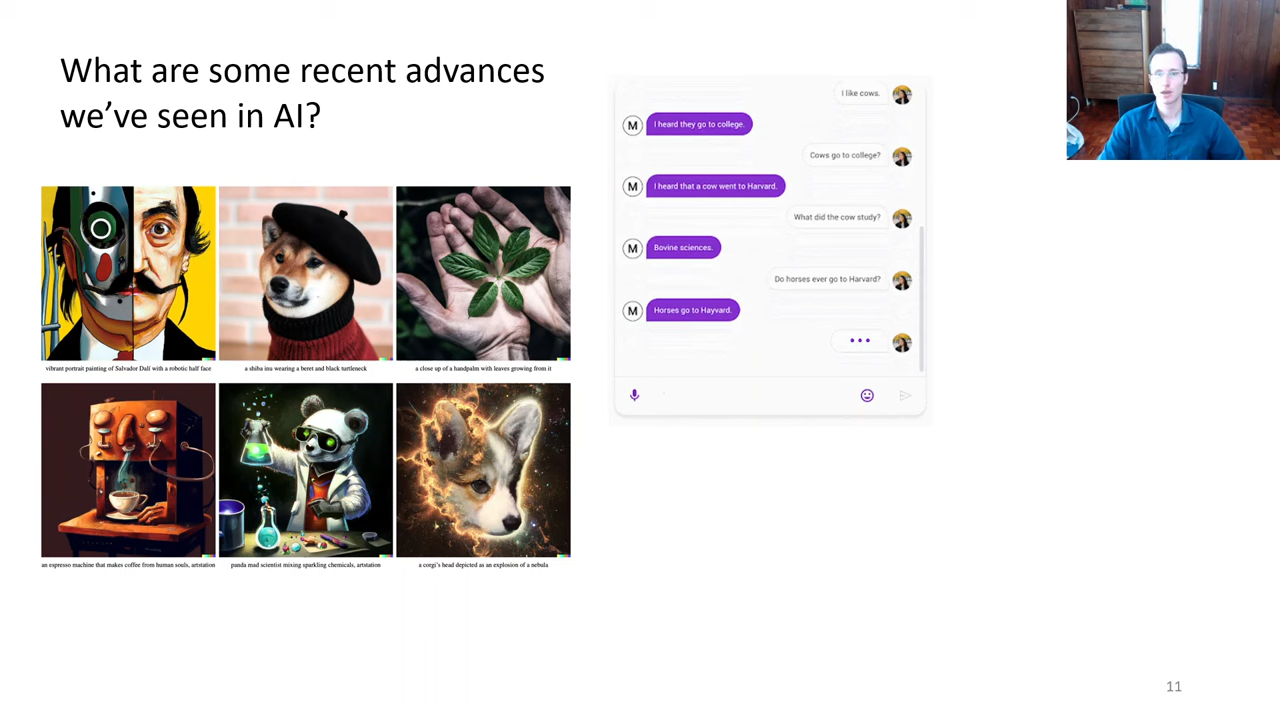 What are some recent advances
we've seen in AI?
vibrant portrait painting of Salvador Dalí with a robotic half face
a shiba inu wearing a beret and black turtleneck
a close up of a handpalm with leaves growing from it
an espresso machine that makes coffee from human souls, artstation
panda mad scientist mixing sparkling chemicals, artstation
a corgi's head depicted as an explosion of a nebula
I like cows.
M
I heard they go to college.
Cows go to college?
M
I heard that a cow went to Harvard.
What did the cow study?
M
Bovine sciences.
Do horses ever go to Harvard?
M
Horses go to Hayvard.
11